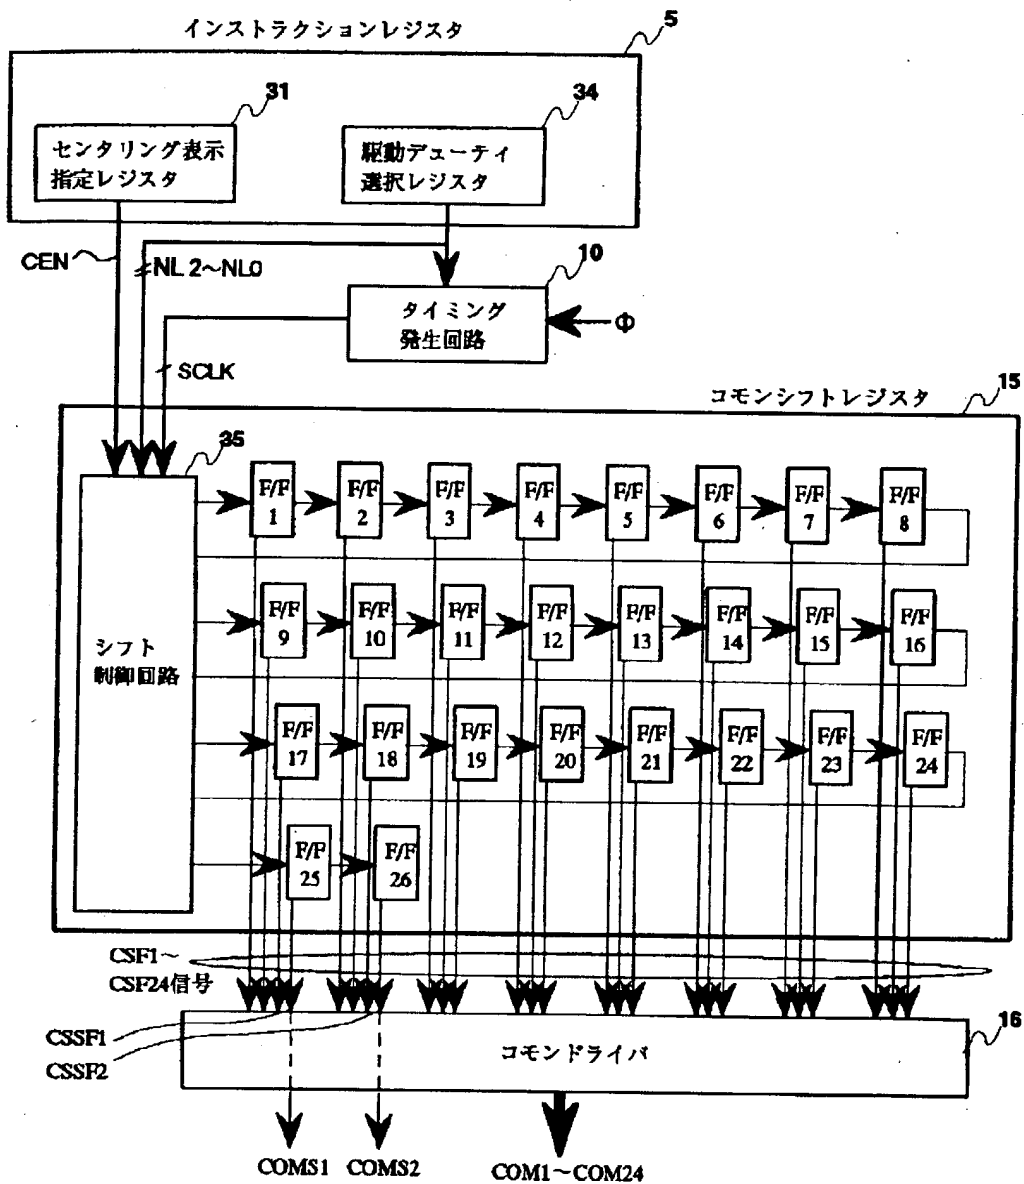 インストラクションレジスタ
5
31
34
センタリング表示
指定レジスタ
駆動デューティ
選択レジスタ
CEN
NL2～NL0
10
タイミング
発生回路
Φ
SCLK
コモンシフトレジスタ
15
35
シフト
制御回路
F/F
1
F/F
2
F/F
3
F/F
4
F/F
5
F/F
6
F/F
7
F/F
8
F/F
9
F/F
10
F/F
11
F/F
12
F/F
13
F/F
14
F/F
15
F/F
16
F/F
17
F/F
18
F/F
19
F/F
20
F/F
21
F/F
22
F/F
23
F/F
24
F/F
25
F/F
26
CSF1～
CSF24信号
CSSF1
CSSF2
コモンドライバ
16
COMS1
COMS2
COM1～COM24